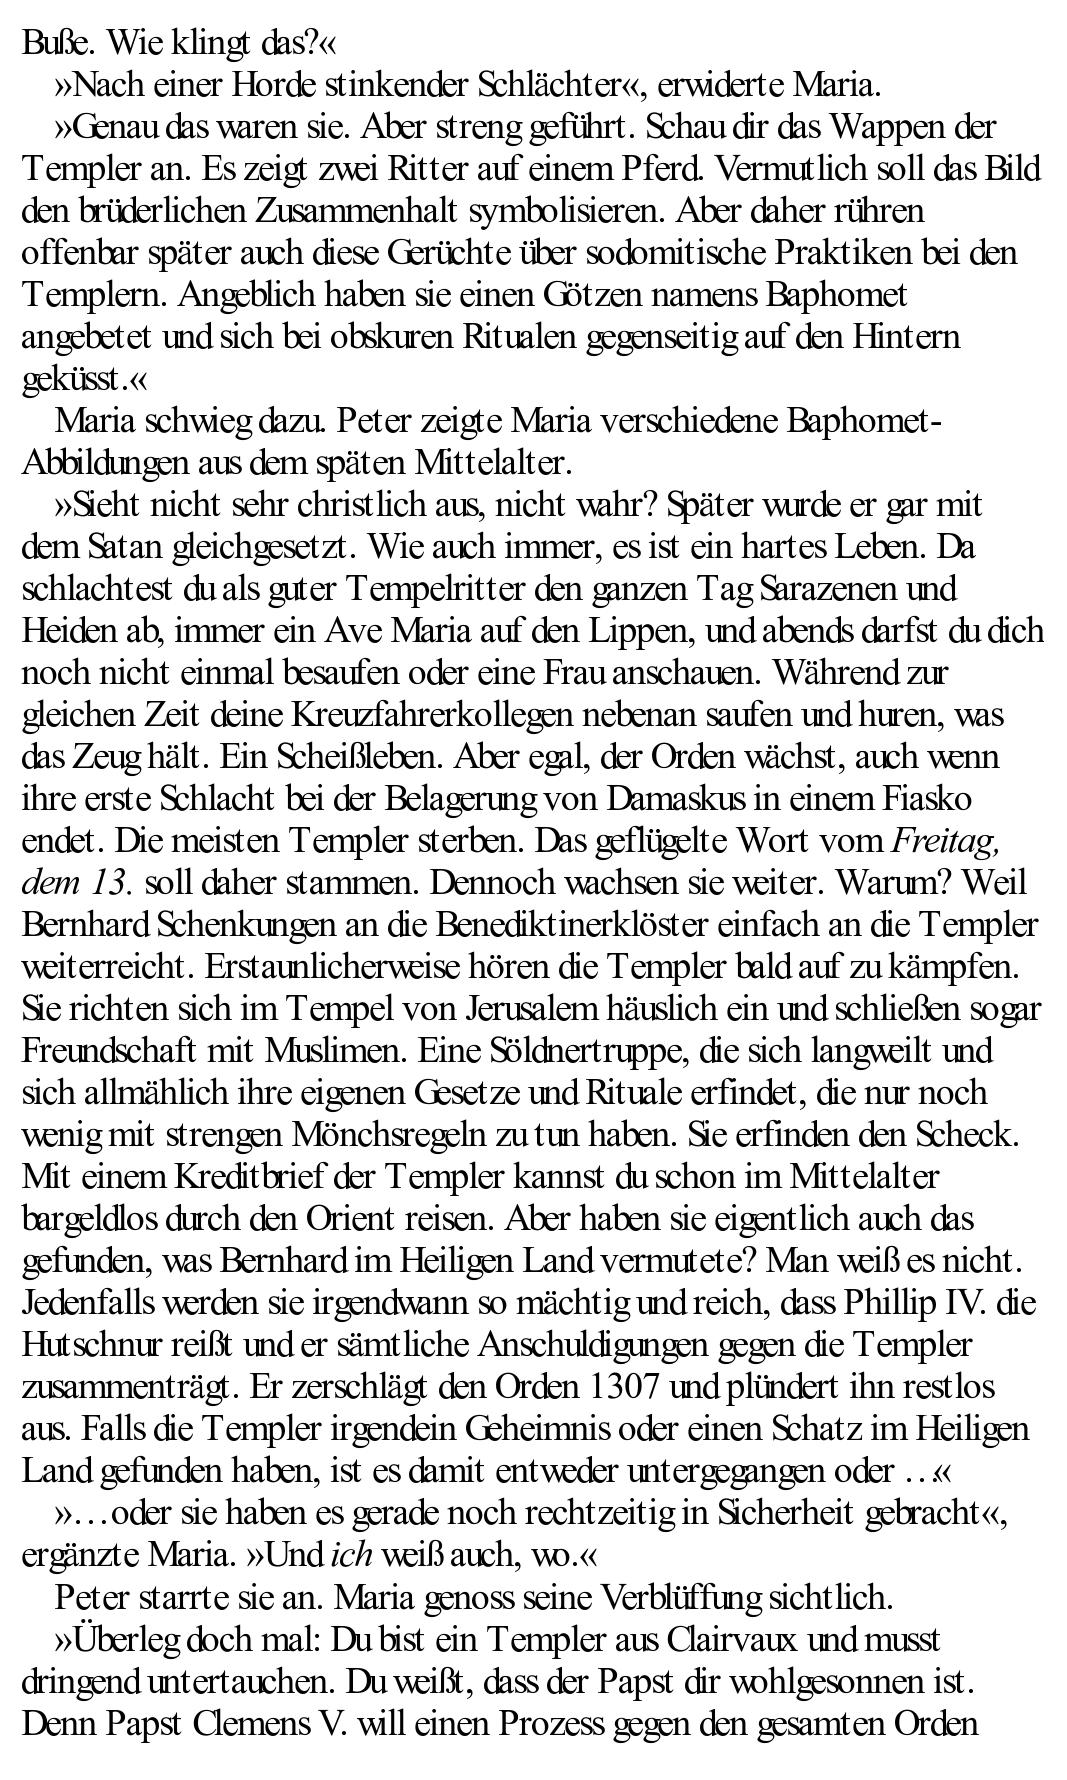 Buße. Wie klingt das?«
»Nach einer Horde stinkender Schlächter«, erwiderte Maria.
»Genau das waren sie. Aber streng geführt. Schau dir das Wappen der
Templer an. Es zeigt zwei Ritter auf einem Pferd. Vermutlich soll das Bild
den brüderlichen Zusammenhalt symbolisieren. Aber daher rühren
offenbar später auch diese Gerüchte über sodomitische Praktiken bei den
Templern. Angeblich haben sie einen Götzen namens Baphomet
angebetet und sich bei obskuren Ritualen gegenseitig auf den Hintern
geküsst.«
Maria schwieg dazu. Peter zeigte Maria verschiedene Baphomet-
Abbildungen aus dem späten Mittelalter.
»Sieht nicht sehr christlich aus, nicht wahr? Später wurde er gar mit
dem Satan gleichgesetzt. Wie auch immer, es ist ein hartes Leben. Da
schlachtest du als guter Tempelritter den ganzen Tag Sarazenen und
Heiden ab, immer ein Ave Maria auf den Lippen, und abends darfst du dich
noch nicht einmal besaufen oder eine Frau anschauen. Während zur
gleichen Zeit deine Kreuzfahrerkollegen nebenan saufen und huren, was
das Zeug hält. Ein Scheißleben. Aber egal, der Orden wächst, auch wenn
ihre erste Schlacht bei der Belagerung von Damaskus in einem Fiasko
endet. Die meisten Templer sterben. Das geflügelte Wort vom Freitag,
dem 13. soll daher stammen. Dennoch wachsen sie weiter. Warum? Weil
Bernhard Schenkungen an die Benediktinerklöster einfach an die Templer
weiterreicht. Erstaunlicherweise hören die Templer bald auf zu kämpfen.
Sie richten sich im Tempel von Jerusalem häuslich ein und schließen sogar
Freundschaft mit Muslimen. Eine Söldnertruppe, die sich langweilt und
sich allmählich ihre eigenen Gesetze und Rituale erfindet, die nur noch
wenig mit strengen Mönchsregeln zu tun haben. Sie erfinden den Scheck.
Mit einem Kreditbrief der Templer kannst du schon im Mittelalter
bargeldlos durch den Orient reisen. Aber haben sie eigentlich auch das
gefunden, was Bernhard im Heiligen Land vermutete? Man weiß es nicht.
Jedenfalls werden sie irgendwann so mächtig und reich, dass Phillip IV. die
Hutschnur reißt und er sämtliche Anschuldigungen gegen die Templer
zusammenträgt. Er zerschlägt den Orden 1307 und plündert ihn restlos
aus. Falls die Templer irgendein Geheimnis oder einen Schatz im Heiligen
Land gefunden haben, ist es damit entweder untergegangen oder …«
»…oder sie haben es gerade noch rechtzeitig in Sicherheit gebracht«,
ergänzte Maria. »Und ich weiß auch, wo.«
Peter starrte sie an. Maria genoss seine Verblüffung sichtlich.
»Überleg doch mal: Du bist ein Templer aus Clairvaux und musst
dringend untertauchen. Du weißt, dass der Papst dir wohlgesonnen ist.
Denn Papst Clemens V. will einen Prozess gegen den gesamten Orden